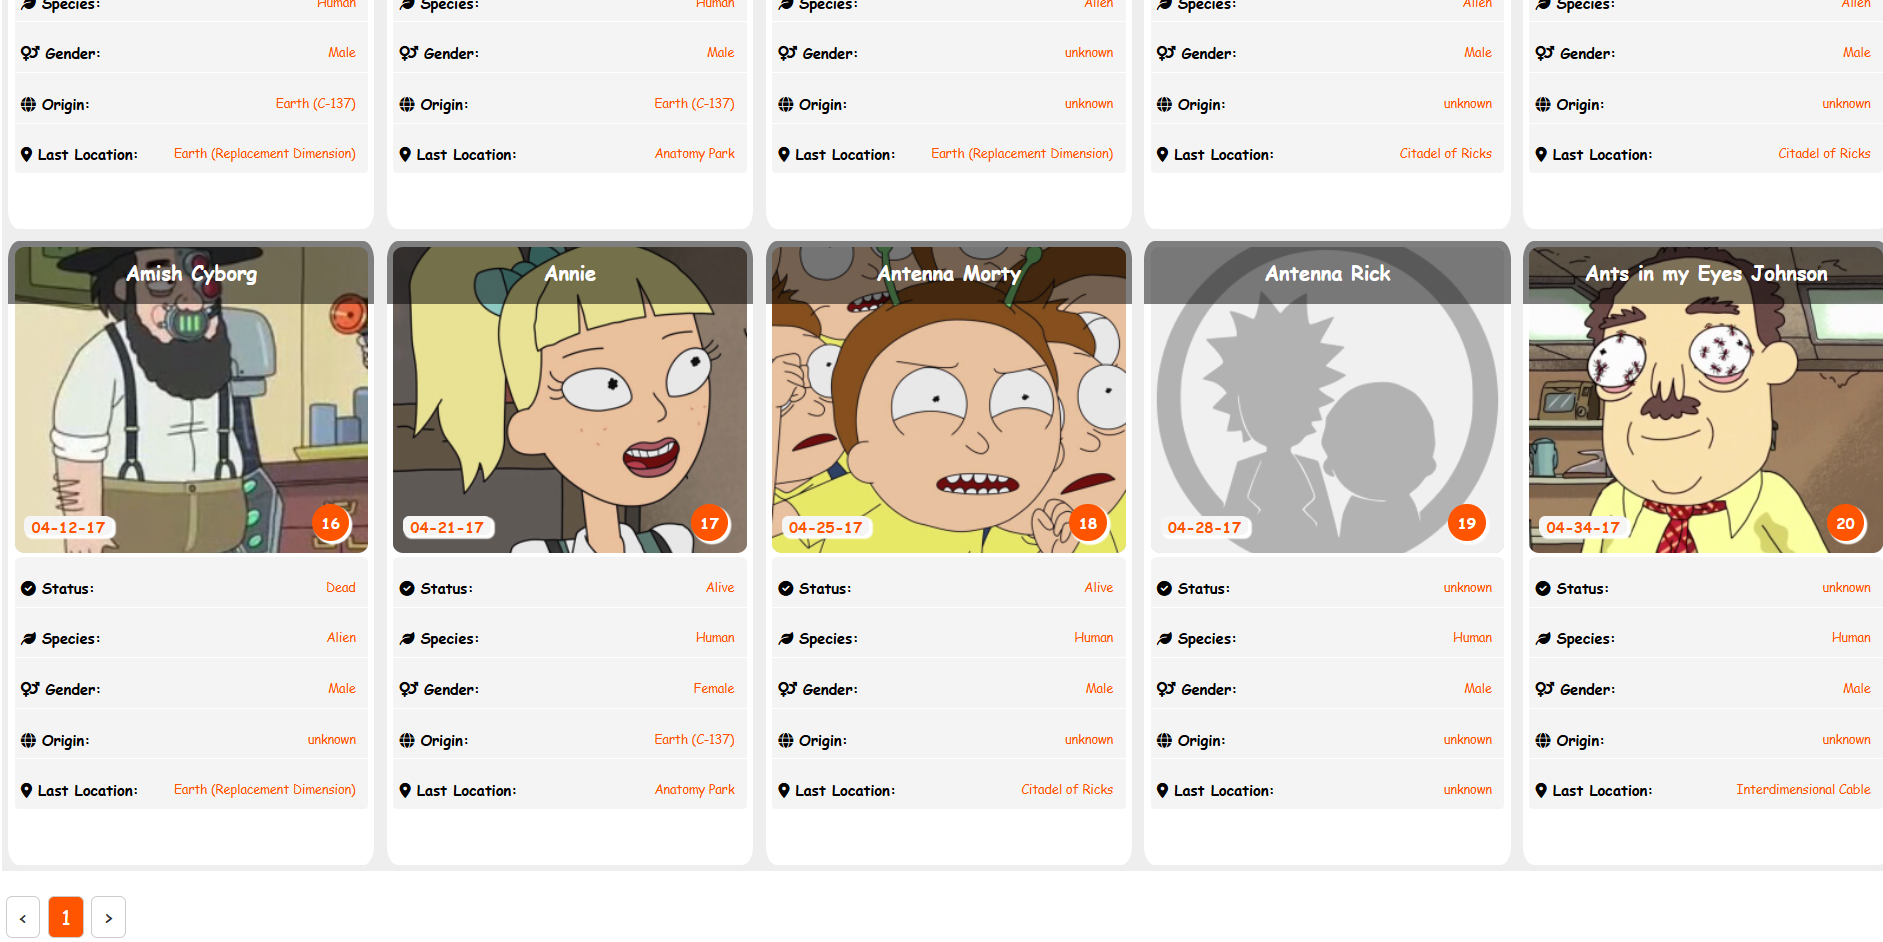 Species: Human Species: Human Species: Alien Species: Alien Species: Alien
Gender: Male Gender: Male Gender: unknown Gender: Male Gender: Male
Origin: Earth (C-137) Origin: Earth (C-137) Origin: unknown Origin: unknown Origin: unknown
Last Location: Earth (Replacement Dimension) Last Location: Anatomy Park Last Location: Earth (Replacement Dimension) Last Location: Citadel of Ricks Last Location: Citadel of Ricks
Amish Cyborg Annie Antenna Morty Antenna Rick Ants in my Eyes Johnson
04-12-17 16 04-21-17 17 04-25-17 18 04-28-17 19 04-34-17 20
Status: Dead Status: Alive Status: Alive Status: unknown Status: unknown
Species: Alien Species: Human Species: Human Species: Human Species: Human
Gender: Male Gender: Female Gender: Male Gender: Male Gender: Male
Origin: unknown Origin: Earth (C-137) Origin: unknown Origin: unknown Origin: unknown
Last Location: Earth (Replacement Dimension) Last Location: Anatomy Park Last Location: Citadel of Ricks Last Location: unknown Last Location: Interdimensional Cable
< 1 >